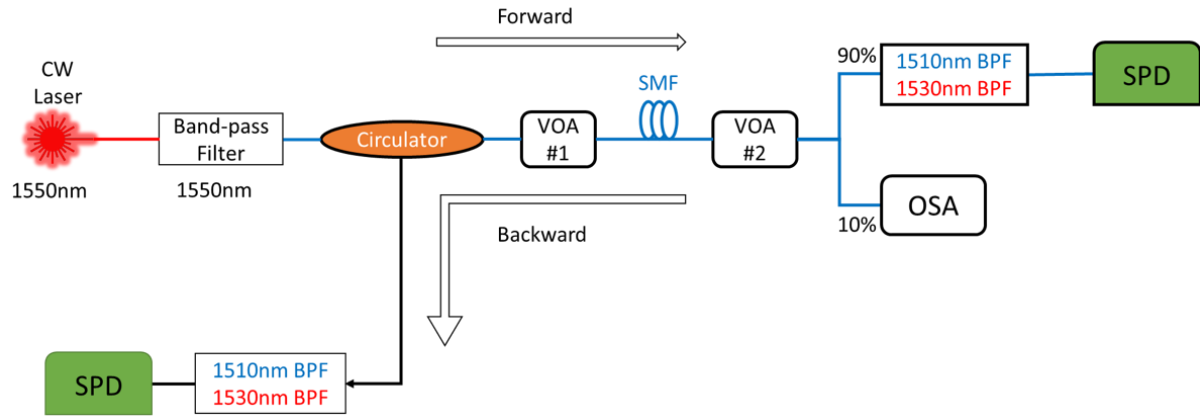 Forward
CW
Laser
1550nm
Band-pass
Filter
1550nm
Circulator
VOA
#1
SMF
VOA
#2
90%
1510nm BPF
1530nm BPF
SPD
10%
OSA
Backward
SPD
1510nm BPF
1530nm BPF